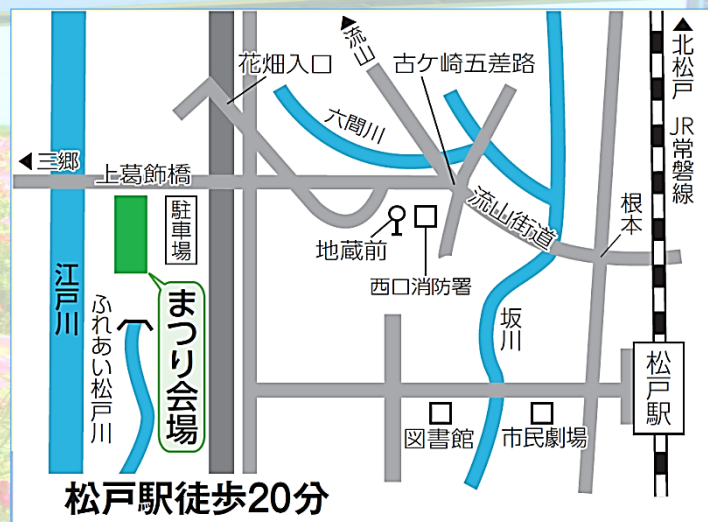 ▲流山
花畑入口
古ケ崎五差路
▲北松戸
JR常磐線
六間川
◀三郷
上葛飾橋
駐車場
流山街道
根本
地蔵前
西口消防署
江戸川
ふれあい松戸川
まつり会場
坂川
松戸駅
図書館
市民劇場
松戸駅徒歩20分